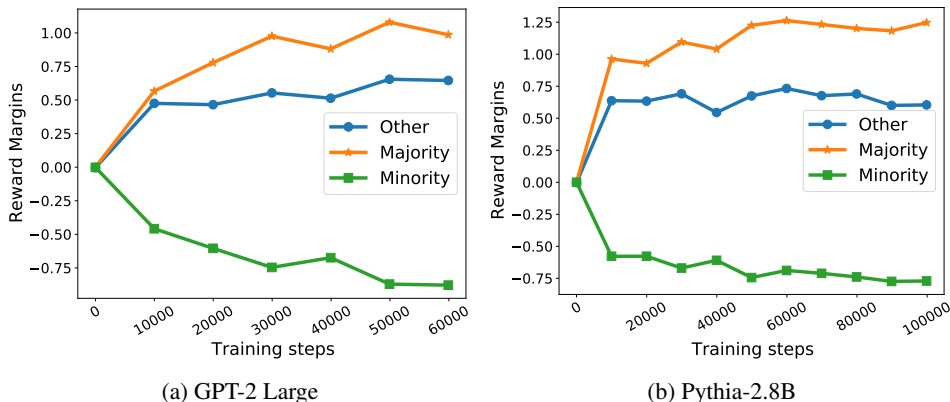 1.00
0.75
0.50
0.25
0.00
−0.25
−0.50
−0.75
Reward Margins
Other
Majority
Minority
0
10000
20000
30000
40000
50000
60000
Training steps
(a) GPT-2 Large
1.25
1.00
0.75
0.50
0.25
0.00
−0.25
−0.50
−0.75
Reward Margins
Other
Majority
Minority
0
20000
40000
60000
80000
100000
Training steps
(b) Pythia-2.8B